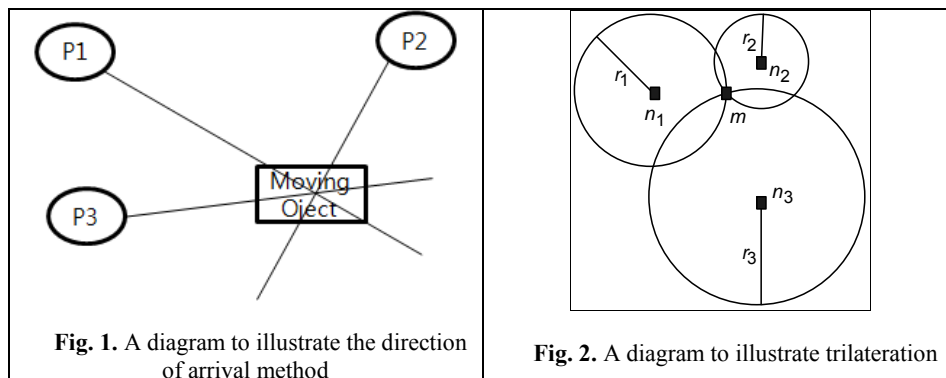 P1
P2
P3
Moving
Oject
Fig. 1. A diagram to illustrate the direction
of arrival method
r1
r2
n1
n2
m
n3
r3
Fig. 2. A diagram to illustrate trilateration